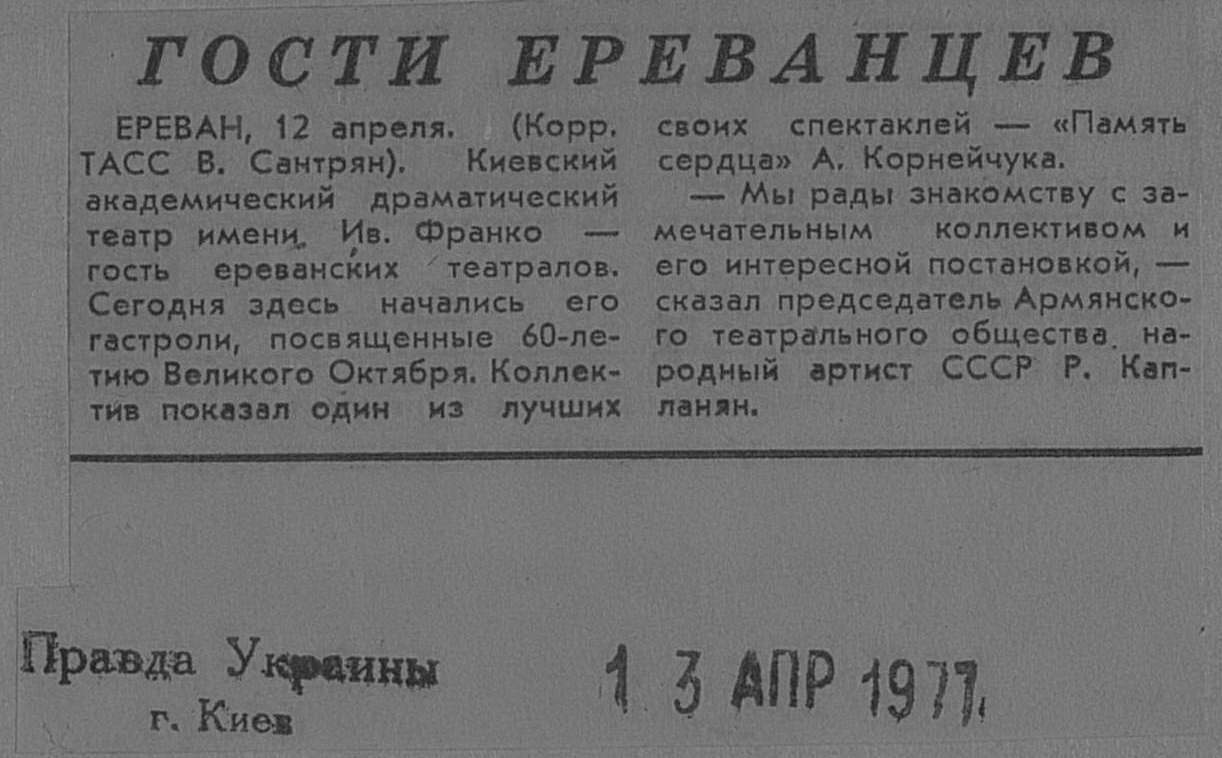 ГОСТИ ЕРЕВАНЦЕВ
ЕРЕВАН, 12 апреля. (Корр.
ТАСС В. Сантрян). Киевский
академический драматический
театр имени Ив. Франко —
гость ереванских театралов.
Сегодня здесь начались его
гастроли, посвященные 60-ле-
тию Великого Октября. Коллек-
тив показал один из лучших
своих спектаклей — «Память
сердца» А. Корнейчука.
— Мы рады знакомству с за-
мечательным коллективом и
его интересной постановкой, —
сказал председатель Армянско-
го театрального общества, на-
родный артист СССР Р. Кап-
ланян.
Правда Украины
г. Киев
13 АПР 1977.